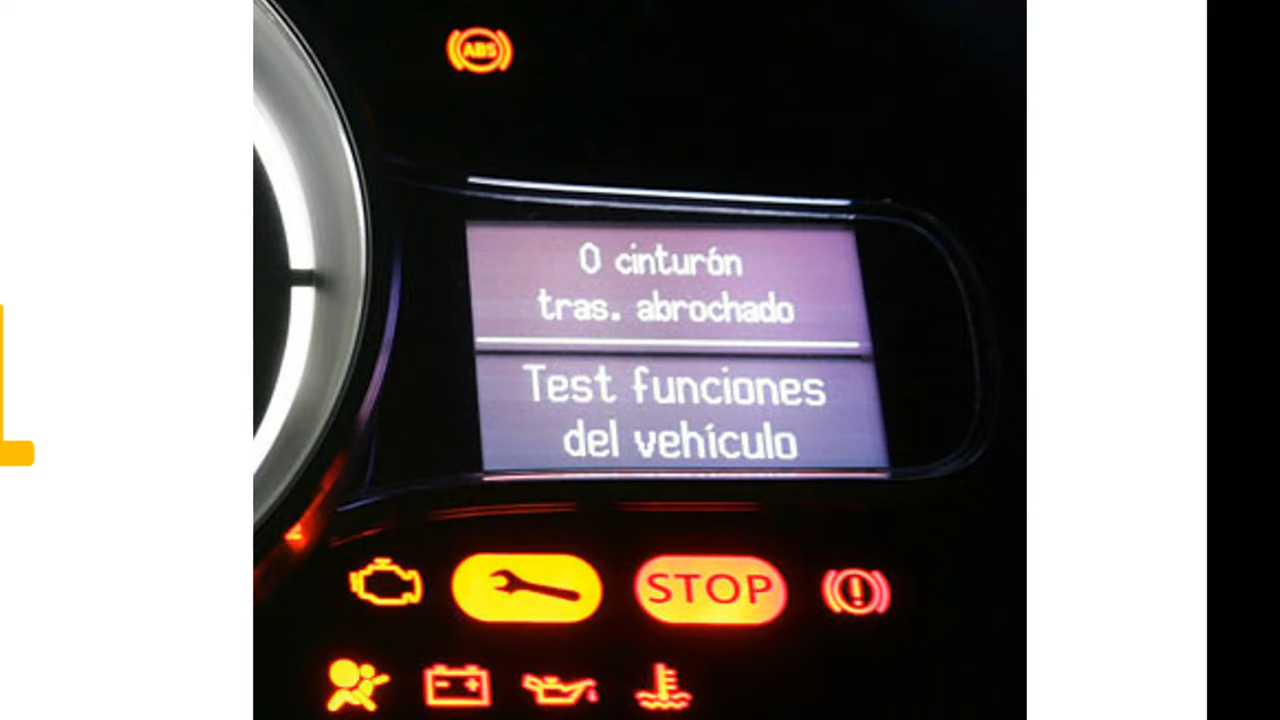 ABS
0 cinturón
tras. abrochado
Test funciones
del vehículo
STOP